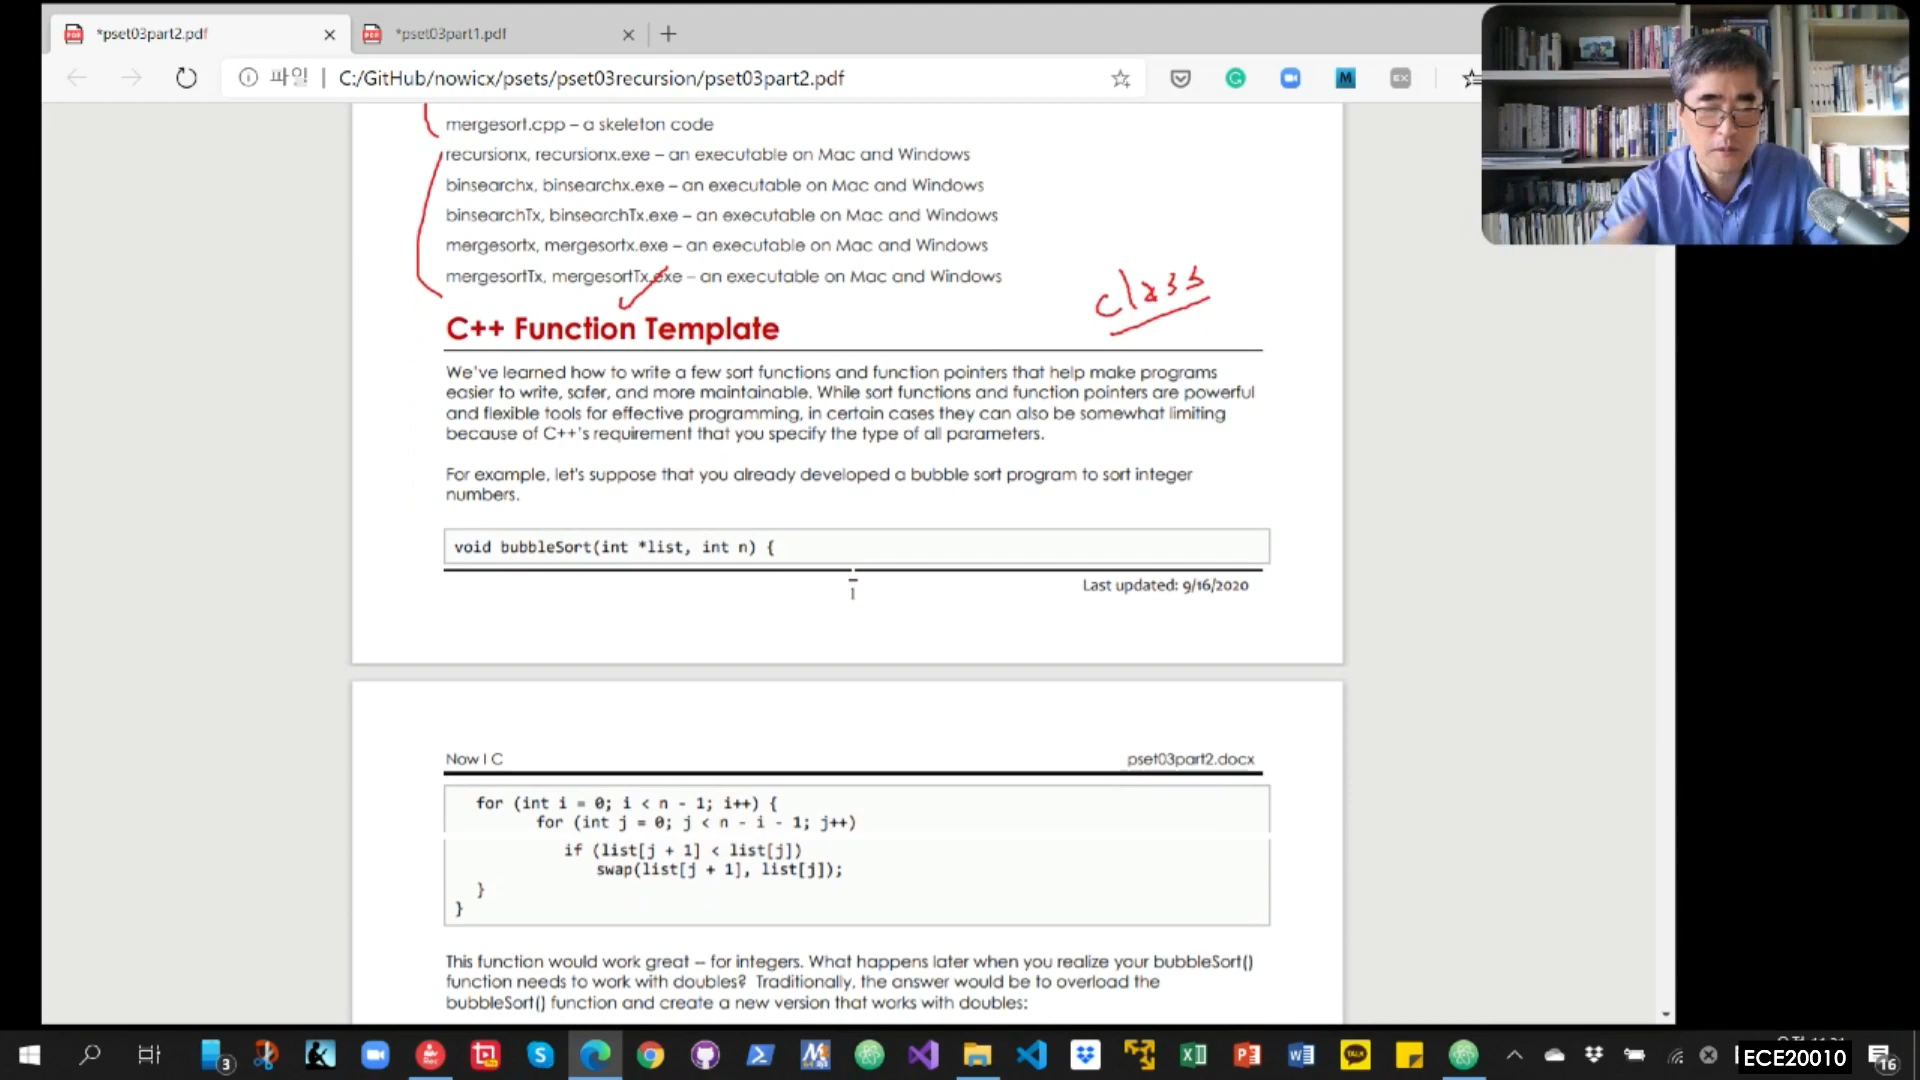 *pset03part2.pdf
*pset03part1.pdf
파일
C:/GitHub/nowicx/psets/pset03recursion/pset03part2.pdf
M
EX
mergesort.cpp – a skeleton code
recursionx, recursionx.exe – an executable on Mac and Windows
binsearchx, binsearchx.exe – an executable on Mac and Windows
binsearchTx, binsearchTx.exe – an executable on Mac and Windows
mergesortx, mergesortx.exe – an executable on Mac and Windows
mergesortTx, mergesortTx.exe – an executable on Mac and Windows
class
C++ Function Template
We've learned how to write a few sort functions and function pointers that help make programs
easier to write, safer, and more maintainable. While sort functions and function pointers are powerful
and flexible tools for effective programming, in certain cases they can also be somewhat limiting
because of C++'s requirement that you specify the type of all parameters.
For example, let's suppose that you already developed a bubble sort program to sort integer
numbers.
void bubbleSort(int *list, int n) {
1
Last updated: 9/16/2020
Now I C
pset03part2.docx
for (int i = 0; i < n - 1; i++) {
for (int j = 0; j < n - i - 1; j++)
if (list[j + 1] < list[j])
swap(list[j + 1], list[j]);
}
}
This function would work great – for integers. What happens later when you realize your bubbleSort()
function needs to work with doubles? Traditionally, the answer would be to overload the
bubbleSort() function and create a new version that works with doubles:
3
ECE20010
16